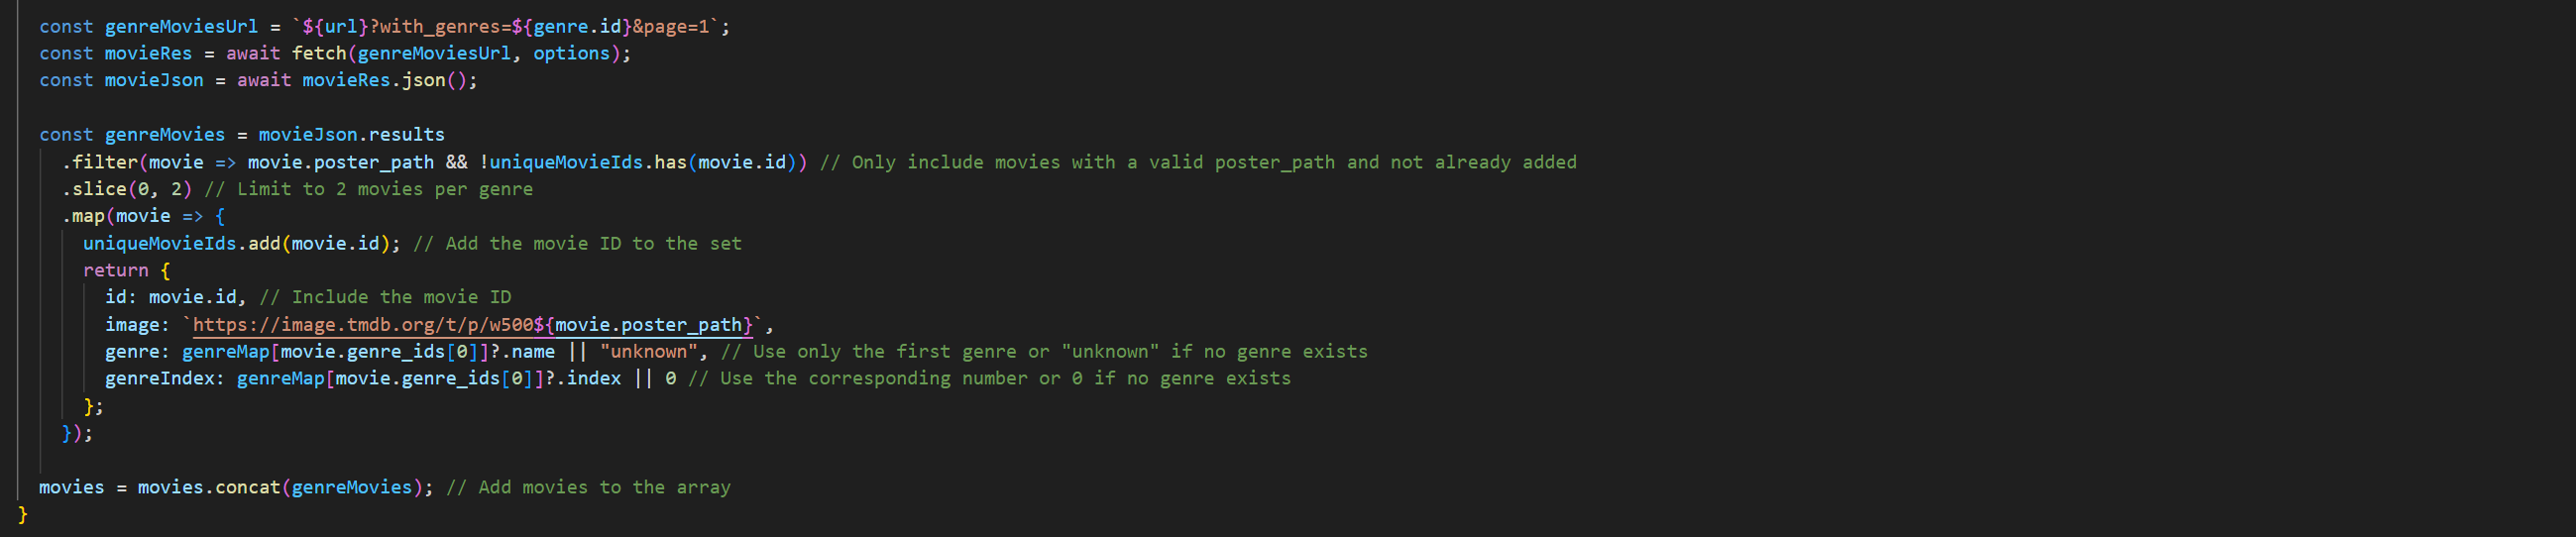 const genreMoviesUrl = `${url}?with_genres=${genre.id}&page=1`;
const movieRes = await fetch(genreMoviesUrl, options);
const movieJson = await movieRes.json();
const genreMovies = movieJson.results
.filter(movie => movie.poster_path && !uniqueMovieIds.has(movie.id)) // Only include movies with a valid poster_path and not already added
.slice(0, 2) // Limit to 2 movies per genre
.map(movie => {
uniqueMovieIds.add(movie.id); // Add the movie ID to the set
return {
id: movie.id, // Include the movie ID
image: `https://image.tmdb.org/t/p/w500${movie.poster_path}`,
genre: genreMap[movie.genre_ids[0]]?.name || "unknown", // Use only the first genre or "unknown" if no genre exists
genreIndex: genreMap[movie.genre_ids[0]]?.index || 0 // Use the corresponding number or 0 if no genre exists
};
});
movies = movies.concat(genreMovies); // Add movies to the array
}